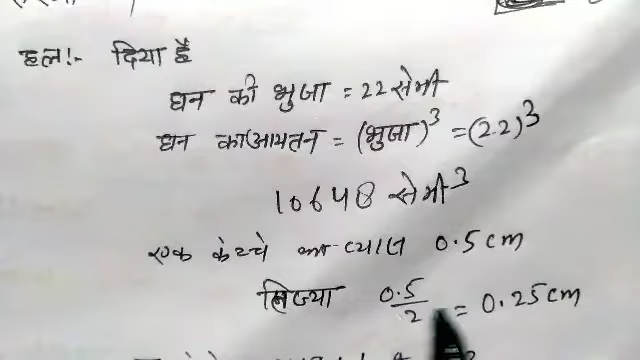 हल:- दिया है
घन की भुजा = 22 सेमी
घन का आयतन = (भुजा)³ = (22)³
10648 सेमी³
एक कंच्चे का व्यास 0.5 cm
त्रिज्या 0.5/2 = 0.25 cm